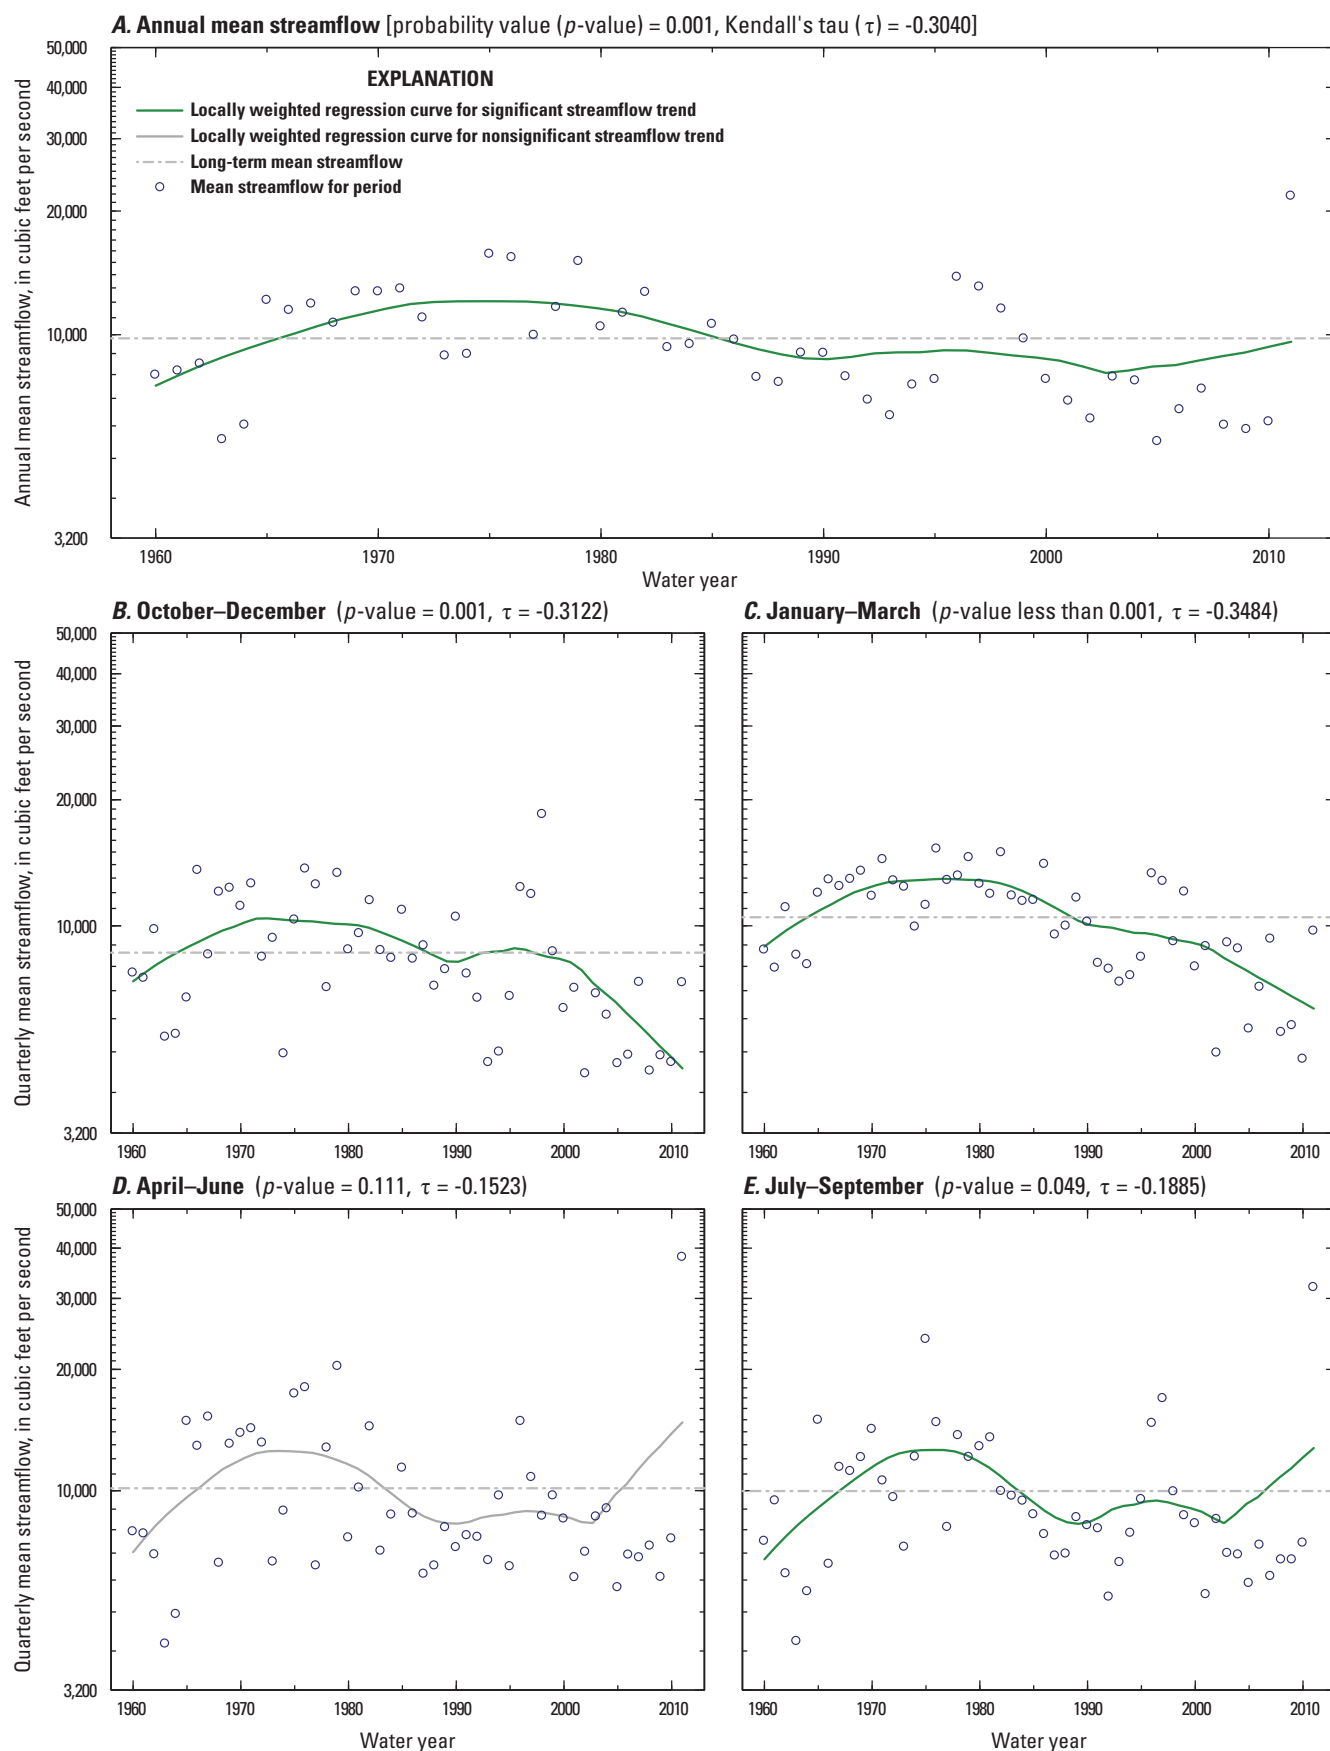 A. Annual mean streamflow [probability value (p-value) = 0.001, Kendall's tau (τ) = -0.3040]
50,000
40,000
30,000
20,000
10,000
3,200
Annual mean streamflow, in cubic feet per second
EXPLANATION
Locally weighted regression curve for significant streamflow trend
Locally weighted regression curve for nonsignificant streamflow trend
Long-term mean streamflow
Mean streamflow for period
1960 1970 1980 1990 2000 2010
Water year
B. October–December (p-value = 0.001, τ = -0.3122)
50,000
40,000
30,000
20,000
10,000
3,200
Quarterly mean streamflow, in cubic feet per second
1960 1970 1980 1990 2000 2010
C. January–March (p-value less than 0.001, τ = -0.3484)
1960 1970 1980 1990 2000 2010
D. April–June (p-value = 0.111, τ = -0.1523)
50,000
40,000
30,000
20,000
10,000
3,200
Quarterly mean streamflow, in cubic feet per second
1960 1970 1980 1990 2000 2010
Water year
E. July–September (p-value = 0.049, τ = -0.1885)
1960 1970 1980 1990 2000 2010
Water year